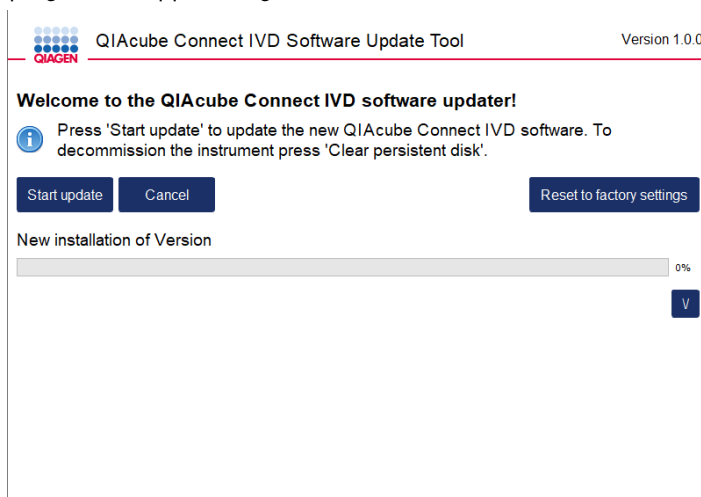 QIAGEN
QIAcube Connect IVD Software Update Tool
Version 1.0.0
Welcome to the QIAcube Connect IVD software updater!
Press 'Start update' to update the new QIAcube Connect IVD software. To
decommission the instrument press 'Clear persistent disk'.
Start update
Cancel
Reset to factory settings
New installation of Version
0%
V